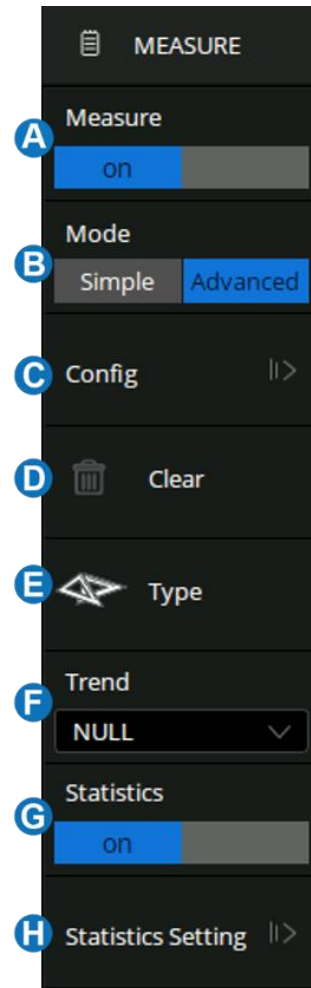 MEASURE
A
Measure
on
B
Mode
Simple Advanced
C
Config
D
Clear
E
Type
F
Trend
NULL
G
Statistics
on
H
Statistics Setting